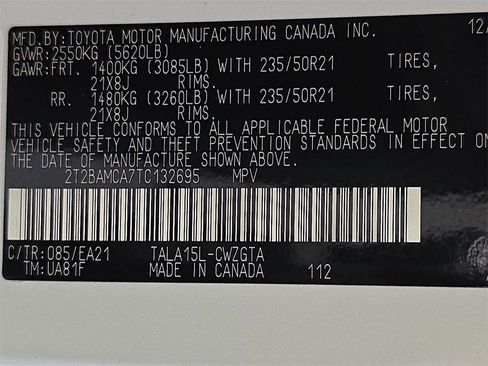 MFD.BY:TOYOTA MOTOR MANUFACTURING CANADA INC. 12/
GVWR:2550KG (5620LB)
GAWR:FRT. 1400KG (3085LB) WITH 235/50R21 TIRES,
21X8J RIMS.
RR. 1480KG (3260LB) WITH 235/50R21 TIRES,
21X8J RIMS.
THIS VEHICLE CONFORMS TO ALL APPLICABLE FEDERAL MOTOR
VEHICLE SAFETY AND THEFT PREVENTION STANDARDS IN EFFECT ON
THE DATE OF MANUFACTURE SHOWN ABOVE.
2T2BAMCA7TC132695 MPV
C/TR:085/EA21 TALA15L-CWZGTA
TM:UA81F MADE IN CANADA 112